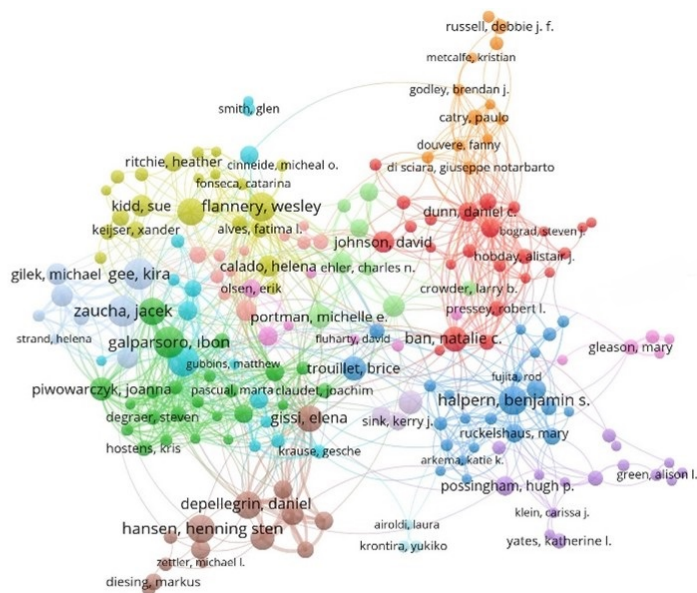 russell, debbie j. f.
metcalfe, kristian
godley, brendan j.
smith, glen
catry, paulo
douvere, fanny
ritchie, heather
cinneide, micheal o.
di sciara, giuseppe notarbarto
fonseca, catarina
kidd, sue
flannery, wesley
dunn, daniel c.
keijser, xander
alves, fatima l.
bograd, steven j.
johnson, david
hobday, alistair j.
gilek, michael
gee, kira
calado, helena
ehler, charles n.
olsen, erik
crowder, larry b.
zaucha, jacek
portman, michelle e.
pressey, robert l.
strand, helena
galparsoro, ibon
fluharty, david
ban, natalie c.
gleason, mary
gubbins, matthew
trouillet, brice
fujita, rod
piwowarczyk, joanna
pascual, marta
claudet, joachim
halpern, benjamin s.
degraer, steven
gissi, elena
sink, kerry j.
ruckelshaus, mary
hostens, kris
krause, gesche
arkema, katie k.
green, alison l.
possingham, hugh p.
depellegrin, daniel
klein, carissa j.
hansen, henning sten
airoldi, laura
yates, katherine l.
krontira, yukiko
zettler, michael l.
diesing, markus